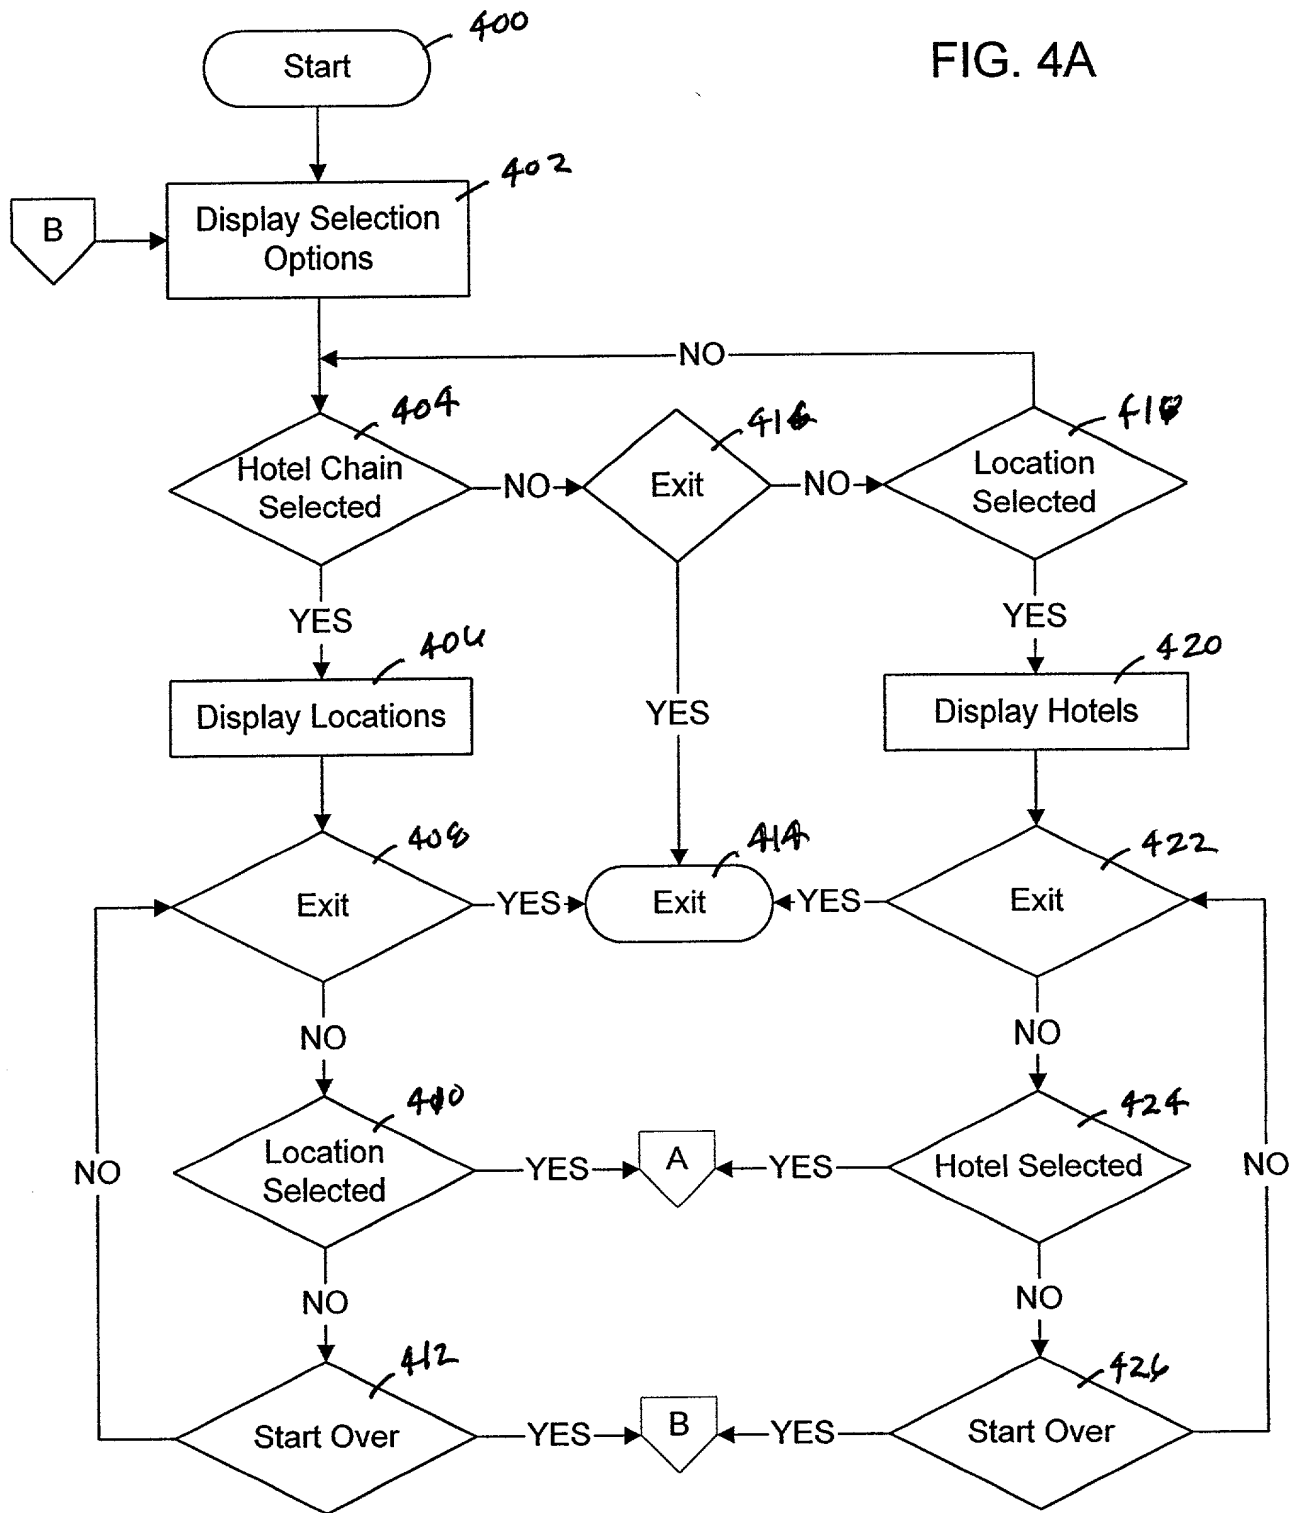 FIG. 4A
400
Start
402
B
Display Selection
Options
NO
404
Hotel Chain
Selected
NO
416
Exit
NO
418
Location
Selected
YES
YES
YES
406
Display Locations
420
Display Hotels
408
Exit
YES
414
Exit
YES
422
Exit
NO
NO
410
Location
Selected
YES
A
YES
424
Hotel Selected
NO
NO
NO
NO
412
Start Over
YES
B
YES
426
Start Over